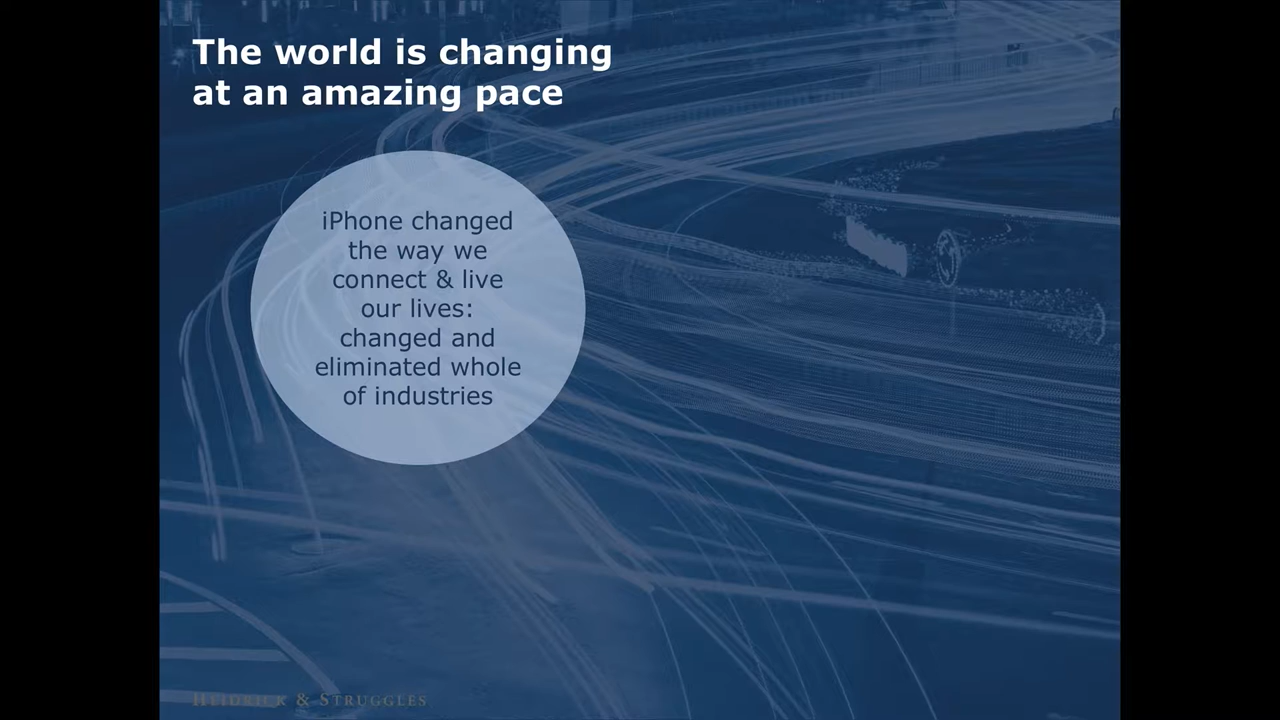 The world is changing
at an amazing pace
iPhone changed
the way we
connect & live
our lives:
changed and
eliminated whole
of industries
HEIDRICK & STRUGGLES